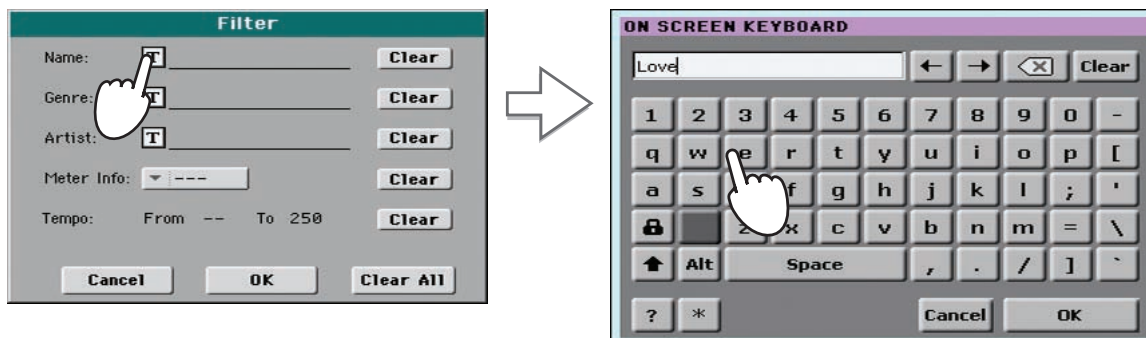 Filter
Name: T Clear
Genre: T Clear
Artist: T Clear
Meter Info: --- Clear
Tempo: From -- To 250 Clear
Cancel OK Clear All
ON SCREEN KEYBOARD
Love ← → Clear
1 2 3 4 5 6 7 8 9 0 -
q w e r t y u i o p [
a s f g h j k l ; '
z x c v b n m = \
Alt Space , . / ] `
? * Cancel OK